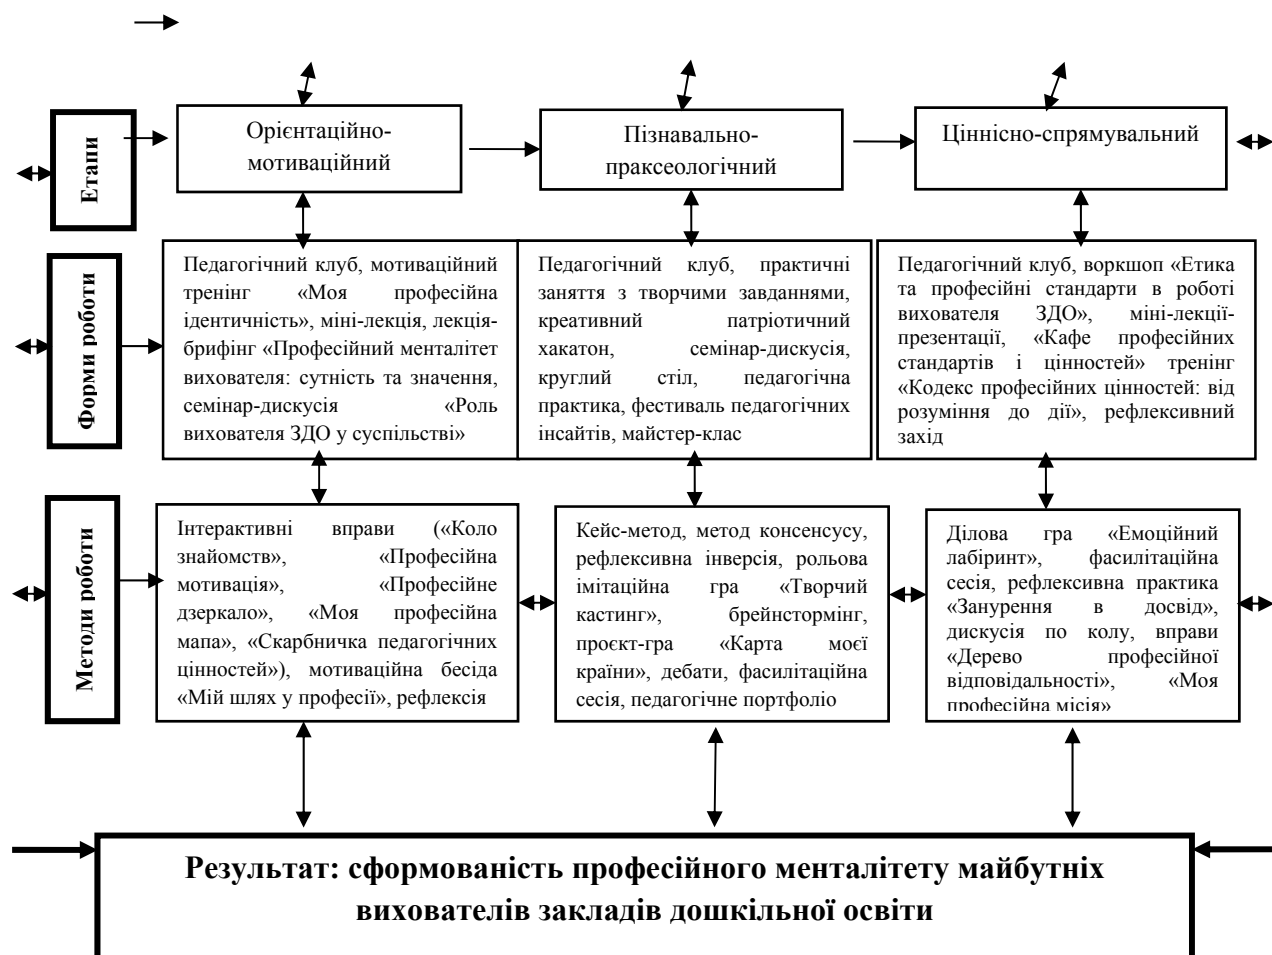 Етапи
Орієнтаційно-
мотиваційний
Пізнавально-
праксеологічний
Ціннісно-спрямувальний
Форми роботи
Педагогічний клуб, мотиваційний
тренінг «Моя професійна
ідентичність», міні-лекція, лекція-
брифінг «Професійний менталітет
вихователя: сутність та значення,
семінар-дискусія «Роль
вихователя ЗДО у суспільстві»
Педагогічний клуб, практичні
заняття з творчими завданнями,
креативний патріотичний
хакатон, семінар-дискусія,
круглий стіл, педагогічна
практика, фестиваль педагогічних
інсайтів, майстер-клас
Педагогічний клуб, воркшоп «Етика
та професійні стандарти в роботі
вихователя ЗДО», міні-лекції-
презентації, «Кафе професійних
стандартів і цінностей» тренінг
«Кодекс професійних цінностей: від
розуміння до дії», рефлексивний
захід
Методи роботи
Інтерактивні вправи («Коло
знайомств», «Професійна
мотивація», «Професійне
дзеркало», «Моя професійна
мапа», «Скарбничка педагогічних
цінностей»), мотиваційна бесіда
«Мій шлях у професії», рефлексія
Кейс-метод, метод консенсусу,
рефлексивна інверсія, рольова
імітаційна гра «Творчий
кастинг», брейнстормінг,
проєкт-гра «Карта моєї
країни», дебати, фасилітаційна
сесія, педагогічне портфоліо
Ділова гра «Емоційний
лабіринт», фасилітаційна
сесія, рефлексивна практика
«Занурення в досвід»,
дискусія по колу, вправи
«Дерево професійної
відповідальності», «Моя
професійна місія»
Результат: сформованість професійного менталітету майбутніх
вихователів закладів дошкільної освіти